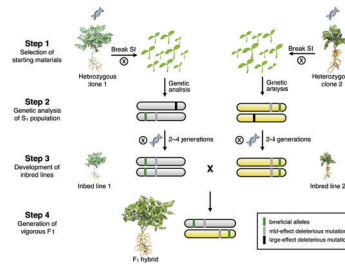 Step 1
Selection of
starting materials
Heterozygous
clone 1
Break SI
Break SI
Heterozygou
clone 2
Genetic
analysis
Genetic
analysis
Step 2
Genetic analysis
of S₁ population
2~4 generations
2~4 generations
Step 3
Development of
inbred lines
Inbred line 1
X
Inbred line 2
Step 4
Generation of
vigorous F1
F₁ hybrid
beneficial alleles
mild-effect deleterious mutation
large-effect deleterious mutation